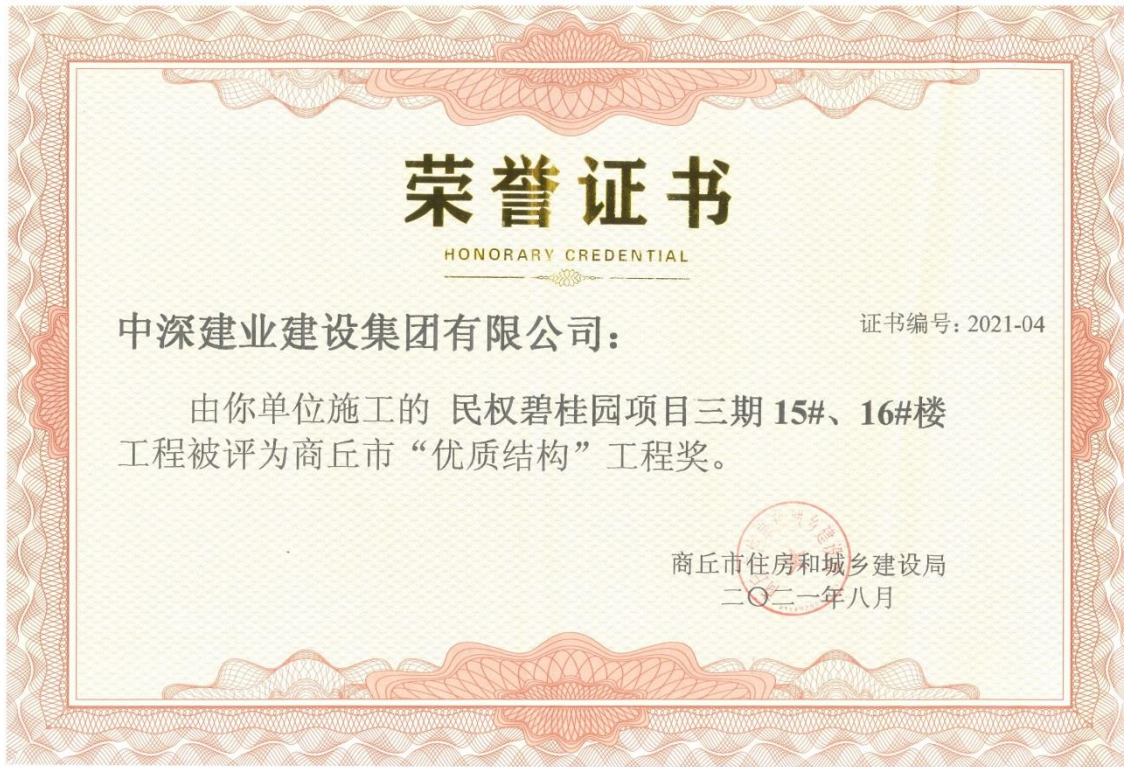 荣誉证书
HONORARY CREDENTIAL
中深建业建设集团有限公司：
证书编号：2021-04
由你单位施工的 民权碧桂园项目三期 15#、16#楼
工程被评为商丘市“优质结构”工程奖。
商丘市住房和城乡建设局
二〇二一年八月